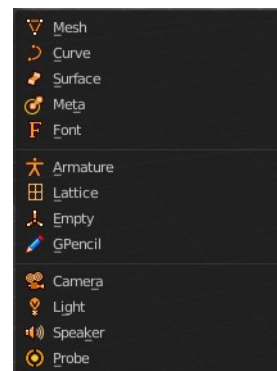 Mesh
Curve
Surface
Meta
Font
Armature
Lattice
Empty
GPencil
Camera
Light
Speaker
Probe